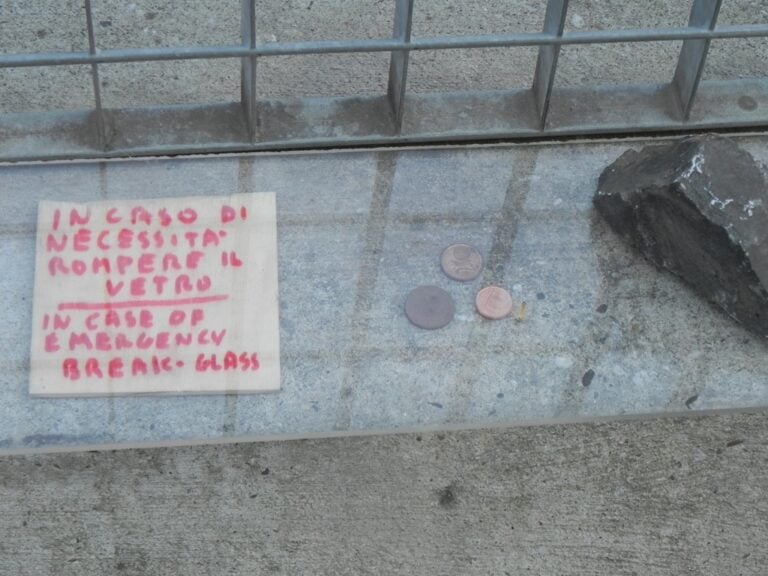 IN CASO DI
NECESSITA'
ROMPERE IL
VETRO
IN CASE OF
EMERGENCY
BREAK-GLASS